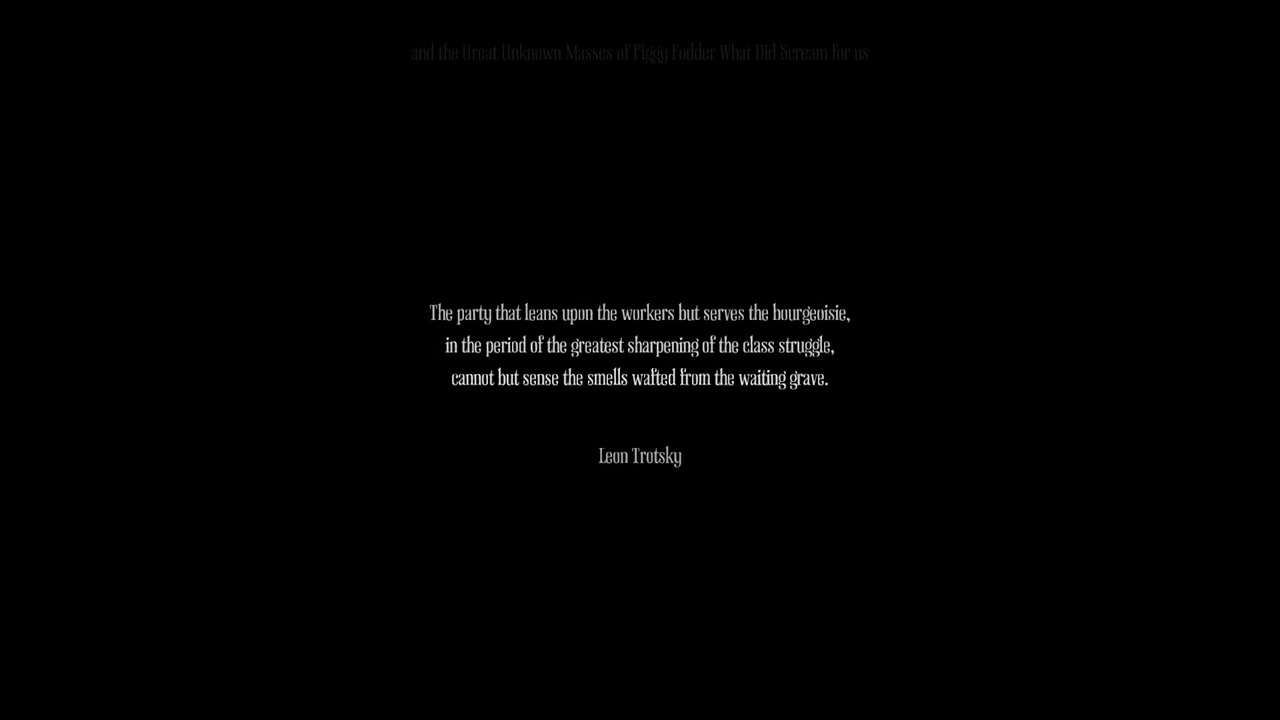 and the Great Unknown Masses of Piggy Fodder What Did Scream for us
The party that leans upon the workers but serves the bourgeoisie,
in the period of the greatest sharpening of the class struggle,
cannot but sense the smells wafted from the waiting grave.
Leon Trotsky